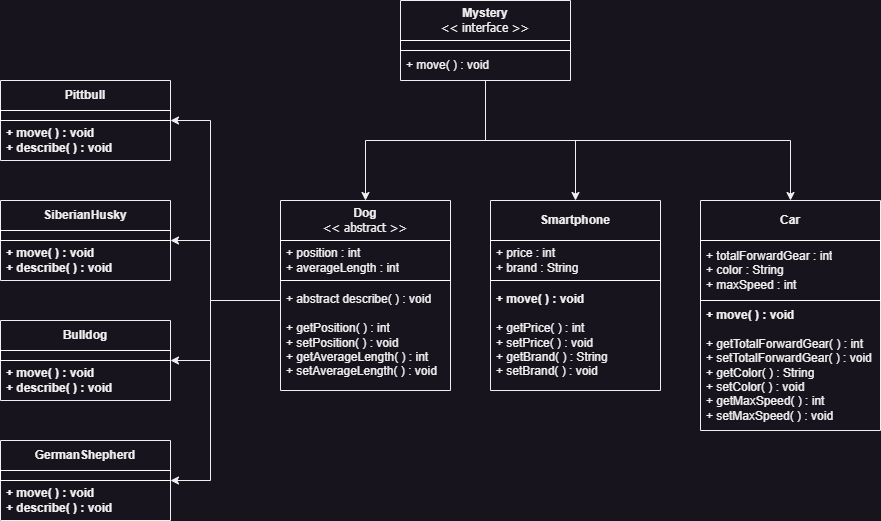 Mystery
<< interface >>
+ move( ) : void
Pittbull
+ move( ) : void
+ describe( ) : void
SiberianHusky
+ move( ) : void
+ describe( ) : void
Bulldog
+ move( ) : void
+ describe( ) : void
GermanShepherd
+ move( ) : void
+ describe( ) : void
Dog
<< abstract >>
+ position : int
+ averageLength : int
+ abstract describe( ) : void
+ getPosition( ) : int
+ setPosition( ) : void
+ getAverageLength( ) : int
+ setAverageLength( ) : void
Smartphone
+ price : int
+ brand : String
+ move( ) : void
+ getPrice( ) : int
+ setPrice( ) : void
+ getBrand( ) : String
+ setBrand( ) : void
Car
+ totalForwardGear : int
+ color : String
+ maxSpeed : int
+ move( ) : void
+ getTotalForwardGear( ) : int
+ setTotalForwardGear( ) : void
+ getColor( ) : String
+ setColor( ) : void
+ getMaxSpeed( ) : int
+ setMaxSpeed( ) : void